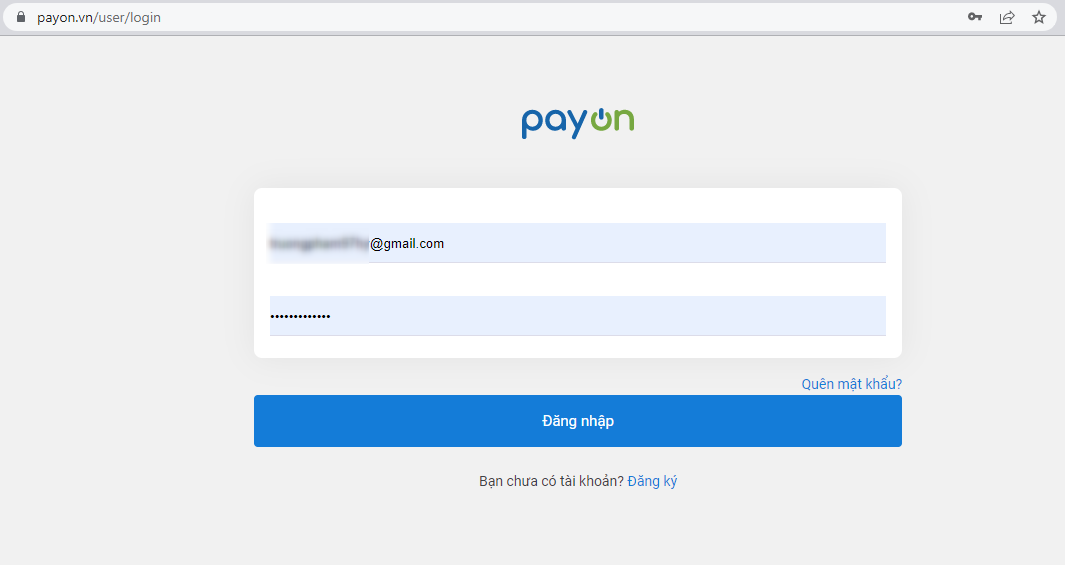 payon.vn/user/login
payon
@gmail.com
•••••••••••••
Quên mật khẩu?
Đăng nhập
Bạn chưa có tài khoản? Đăng ký